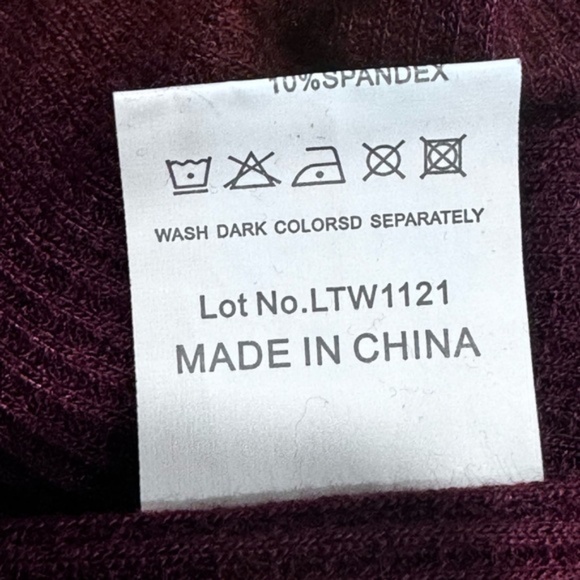 10%SPANDEX
WASH DARK COLORSD SEPARATELY
Lot No.LTW1121
MADE IN CHINA